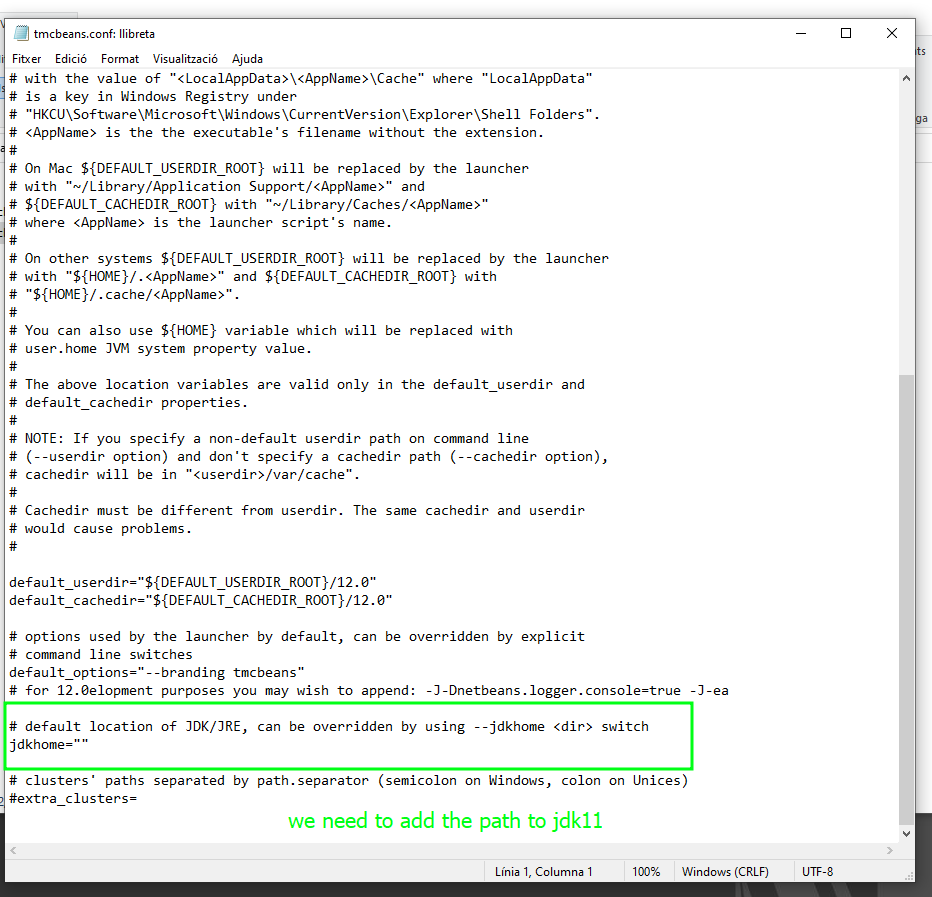 tmcbeans.conf: llibreta
Fitxer Edició Format Visualització Ajuda
# with the value of "<LocalAppData>\<AppName>\Cache" where "LocalAppData"
# is a key in Windows Registry under
# "HKCU\Software\Microsoft\Windows\CurrentVersion\Explorer\Shell Folders".
# <AppName> is the the executable's filename without the extension.
#
# On Mac ${DEFAULT_USERDIR_ROOT} will be replaced by the launcher
# with "~/Library/Application Support/<AppName>" and
# ${DEFAULT_CACHEDIR_ROOT} with "~/Library/Caches/<AppName>"
# where <AppName> is the launcher script's name.
#
# On other systems ${DEFAULT_USERDIR_ROOT} will be replaced by the launcher
# with "${HOME}/.<AppName>" and ${DEFAULT_CACHEDIR_ROOT} with
# "${HOME}/.cache/<AppName>".
#
# You can also use ${HOME} variable which will be replaced with
# user.home JVM system property value.
#
# The above location variables are valid only in the default_userdir and
# default_cachedir properties.
#
# NOTE: If you specify a non-default userdir path on command line
# (--userdir option) and don't specify a cachedir path (--cachedir option),
# cachedir will be in "<userdir>/var/cache".
#
# Cachedir must be different from userdir. The same cachedir and userdir
# would cause problems.
#
default_userdir="${DEFAULT_USERDIR_ROOT}/12.0"
default_cachedir="${DEFAULT_CACHEDIR_ROOT}/12.0"
# options used by the launcher by default, can be overridden by explicit
# command line switches
default_options="--branding tmcbeans"
# for 12.0elopment purposes you may wish to append: -J-Dnetbeans.logger.console=true -J-ea
# default location of JDK/JRE, can be overridden by using --jdkhome <dir> switch
jdkhome=""
# clusters' paths separated by path.separator (semicolon on Windows, colon on Unices)
#extra_clusters=
we need to add the path to jdk11
Línia 1, Columna 1 100% Windows (CRLF) UTF-8